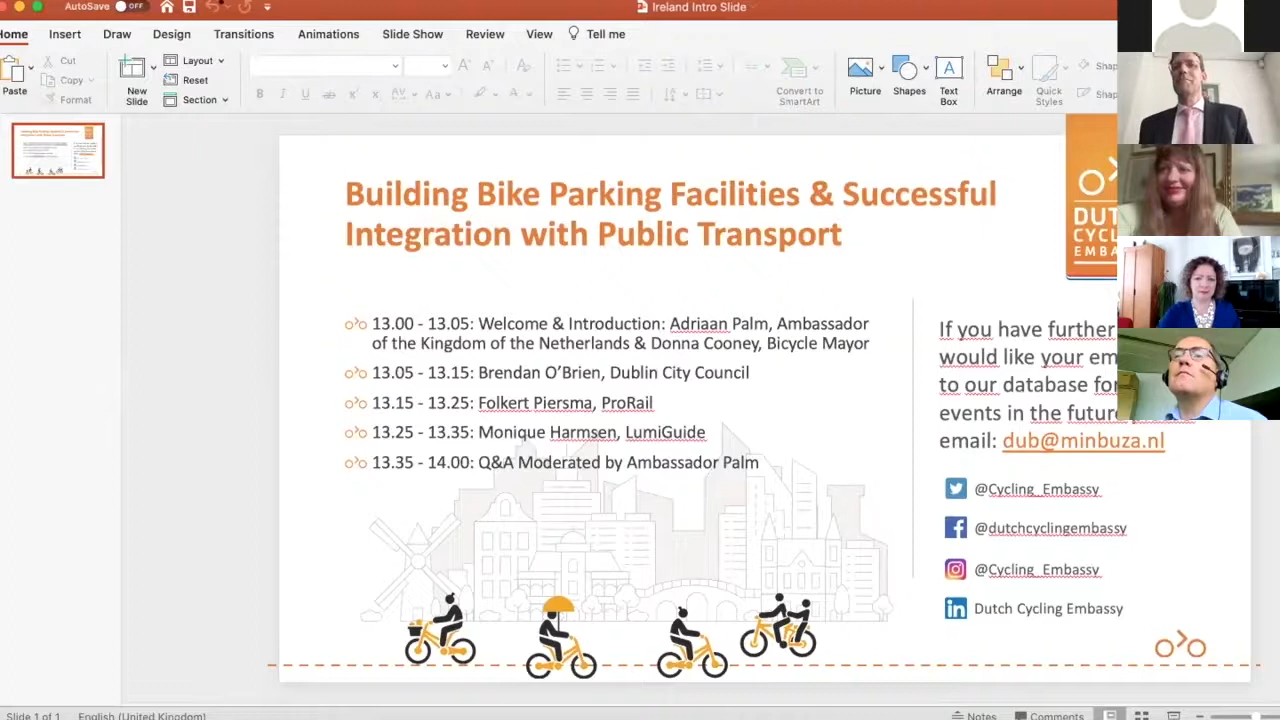 AutoSave OFF
Ireland Intro Slide
Home Insert Draw Design Transitions Animations Slide Show Review View Tell me
Paste
Cut
Copy
Format
New
Slide
Layout
Reset
Section
Convert to
SmartArt
Picture
Shapes
Text
Box
Arrange
Quick
Styles
Building Bike Parking Facilities & Successful
Integration with Public Transport
DUT
CYCL
EMBA
13.00 - 13.05: Welcome & Introduction: Adriaan Palm, Ambassador
of the Kingdom of the Netherlands & Donna Cooney, Bicycle Mayor
13.05 - 13.15: Brendan O’Brien, Dublin City Council
13.15 - 13.25: Folkert Piersma, ProRail
13.25 - 13.35: Monique Harmsen, LumiGuide
13.35 - 14.00: Q&A Moderated by Ambassador Palm
If you have further
would like your em
to our database for
events in the future
email: dub@minbuza.nl
@Cycling_Embassy
@dutchcyclingembassy
@Cycling_Embassy
Dutch Cycling Embassy
Slide 1 of 1 English (United Kingdom) Notes Comments